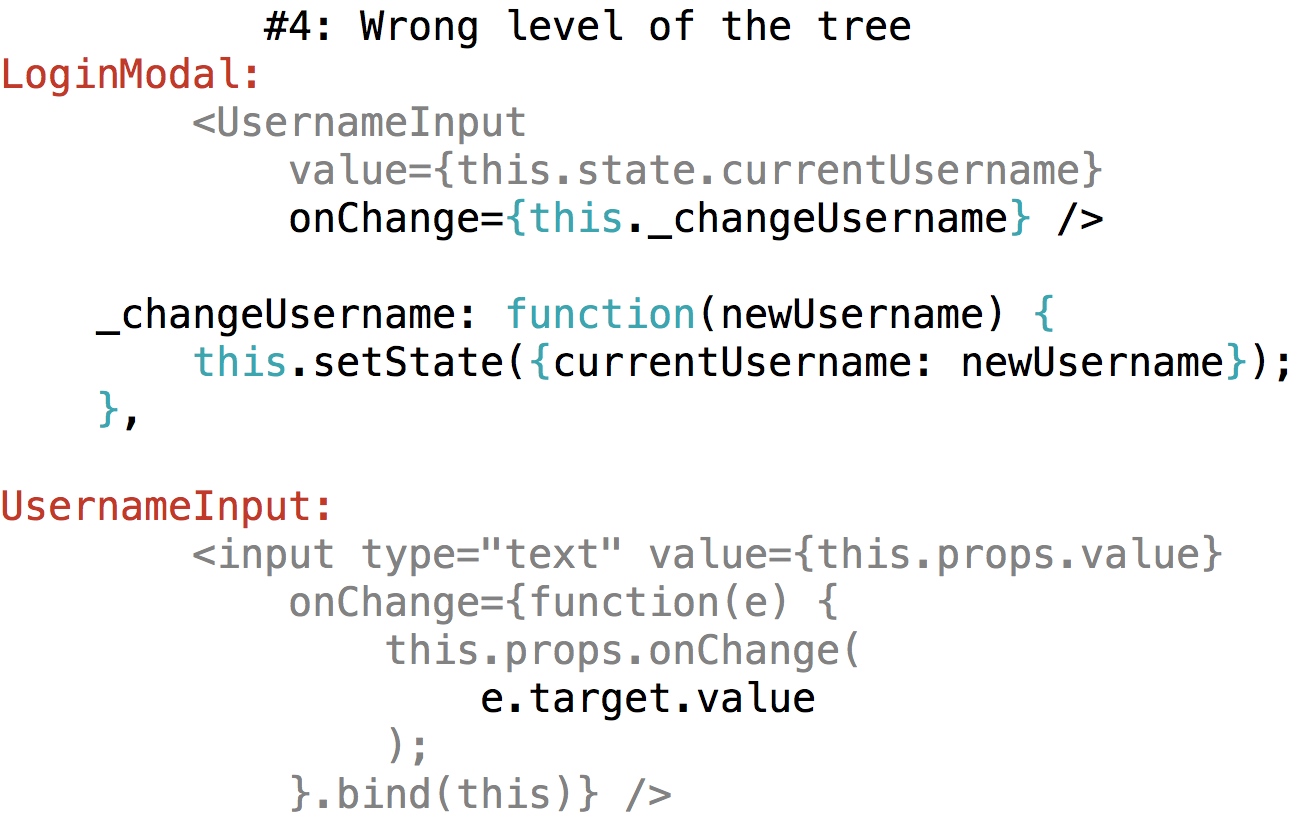 #4: Wrong level of the tree
LoginModal:
<UsernameInput
value={this.state.currentUsername}
onChange={this._changeUsername} />
_changeUsername: function(newUsername) {
this.setState({currentUsername: newUsername});
},
UsernameInput:
<input type="text" value={this.props.value}
onChange={function(e) {
this.props.onChange(
e.target.value
);
}.bind(this)} />